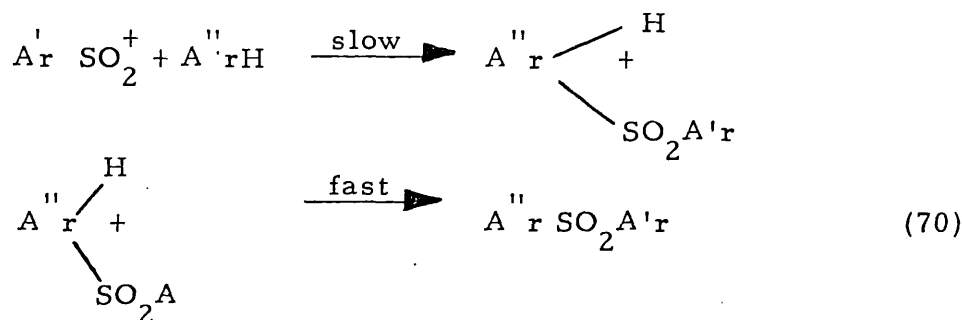 A'r SO₂⁺ + A''rH slow A''r H +
SO₂A'r
A''r H + fast A''r SO₂A'r (70)
SO₂A